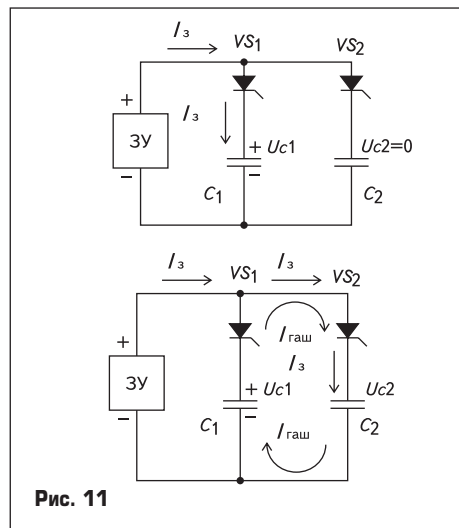 Iз VS1 VS2
+
Iз
ЗУ + Uc1 Uc2=0
– –
C1 C2
Iз VS1 Iз VS2
+ Iгаш
Iз
ЗУ + Uc1 Uc2
– –
C1 Iгаш C2
Рис. 11